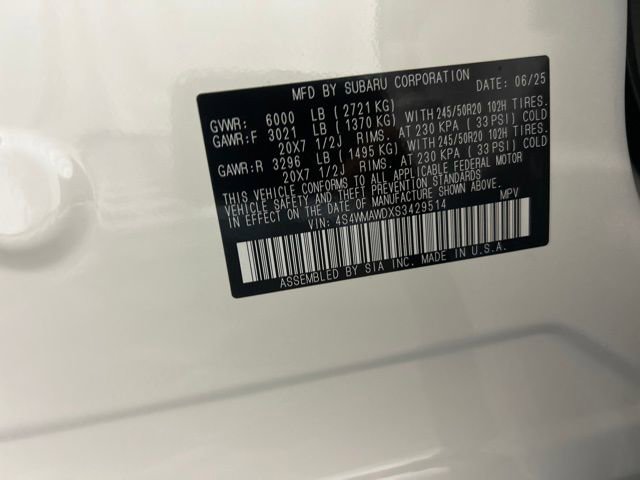 MFD BY SUBARU CORPORATION DATE: 06/25
GVWR: 6000 LB ( 2721 KG)
GAWR:F 3021 LB ( 1370 KG) WITH 245/50R20 102H TIRES.
20X7 1/2J RIMS. AT 230 KPA ( 33 PSI) COLD
GAWR:R 3296 LB ( 1495 KG) WITH 245/50R20 102H TIRES.
20X7 1/2J RIMS. AT 230 KPA ( 33 PSI) COLD
THIS VEHICLE CONFORMS TO ALL APPLICABLE FEDERAL MOTOR
VEHICLE SAFETY AND THEFT PREVENTION STANDARDS
IN EFFECT ON THE DATE OF MANUFACTURE SHOWN ABOVE.
VIN: 4S4WMAWDXS3429514 MPV
ASSEMBLED BY SIA INC. MADE IN U.S.A.